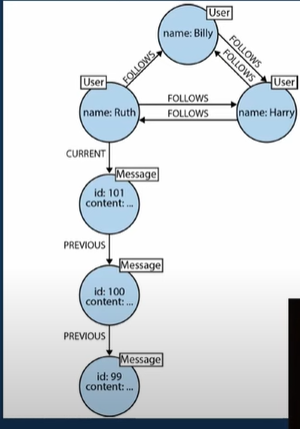 User
name: Billy
FOLLOWS
FOLLOWS
FOLLOWS
User
User
name: Ruth
FOLLOWS
FOLLOWS
name: Harry
CURRENT
Message
id: 101
content: ...
PREVIOUS
Message
id: 100
content: ...
PREVIOUS
Message
id: 99
content: ...